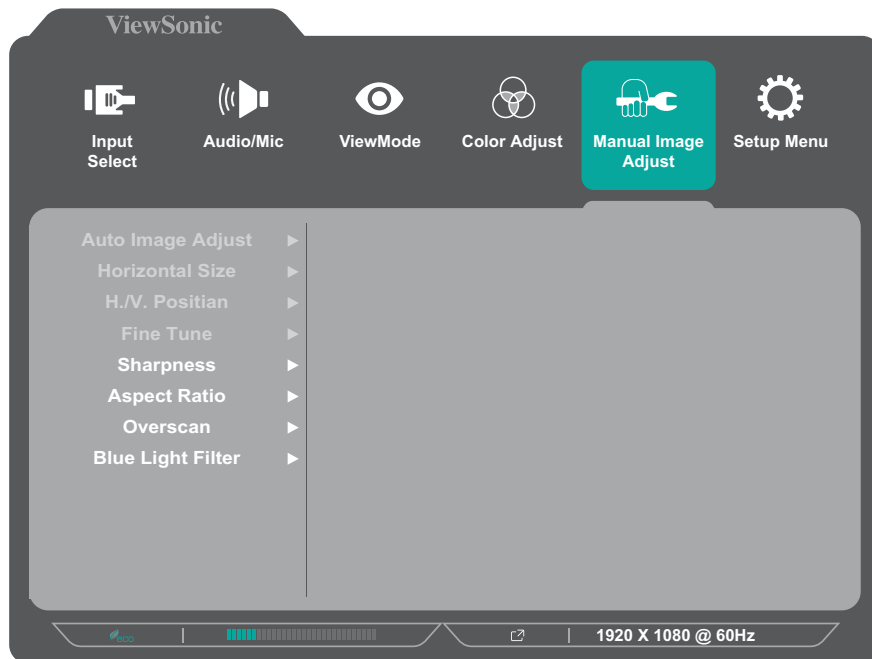 ViewSonic
Input
Select
Audio/Mic
ViewMode
Color Adjust
Manual Image
Adjust
Setup Menu
Auto Image Adjust
Horizontal Size
H./V. Positian
Fine Tune
Sharpness
Aspect Ratio
Overscan
Blue Light Filter
eco
1920 X 1080 @ 60Hz